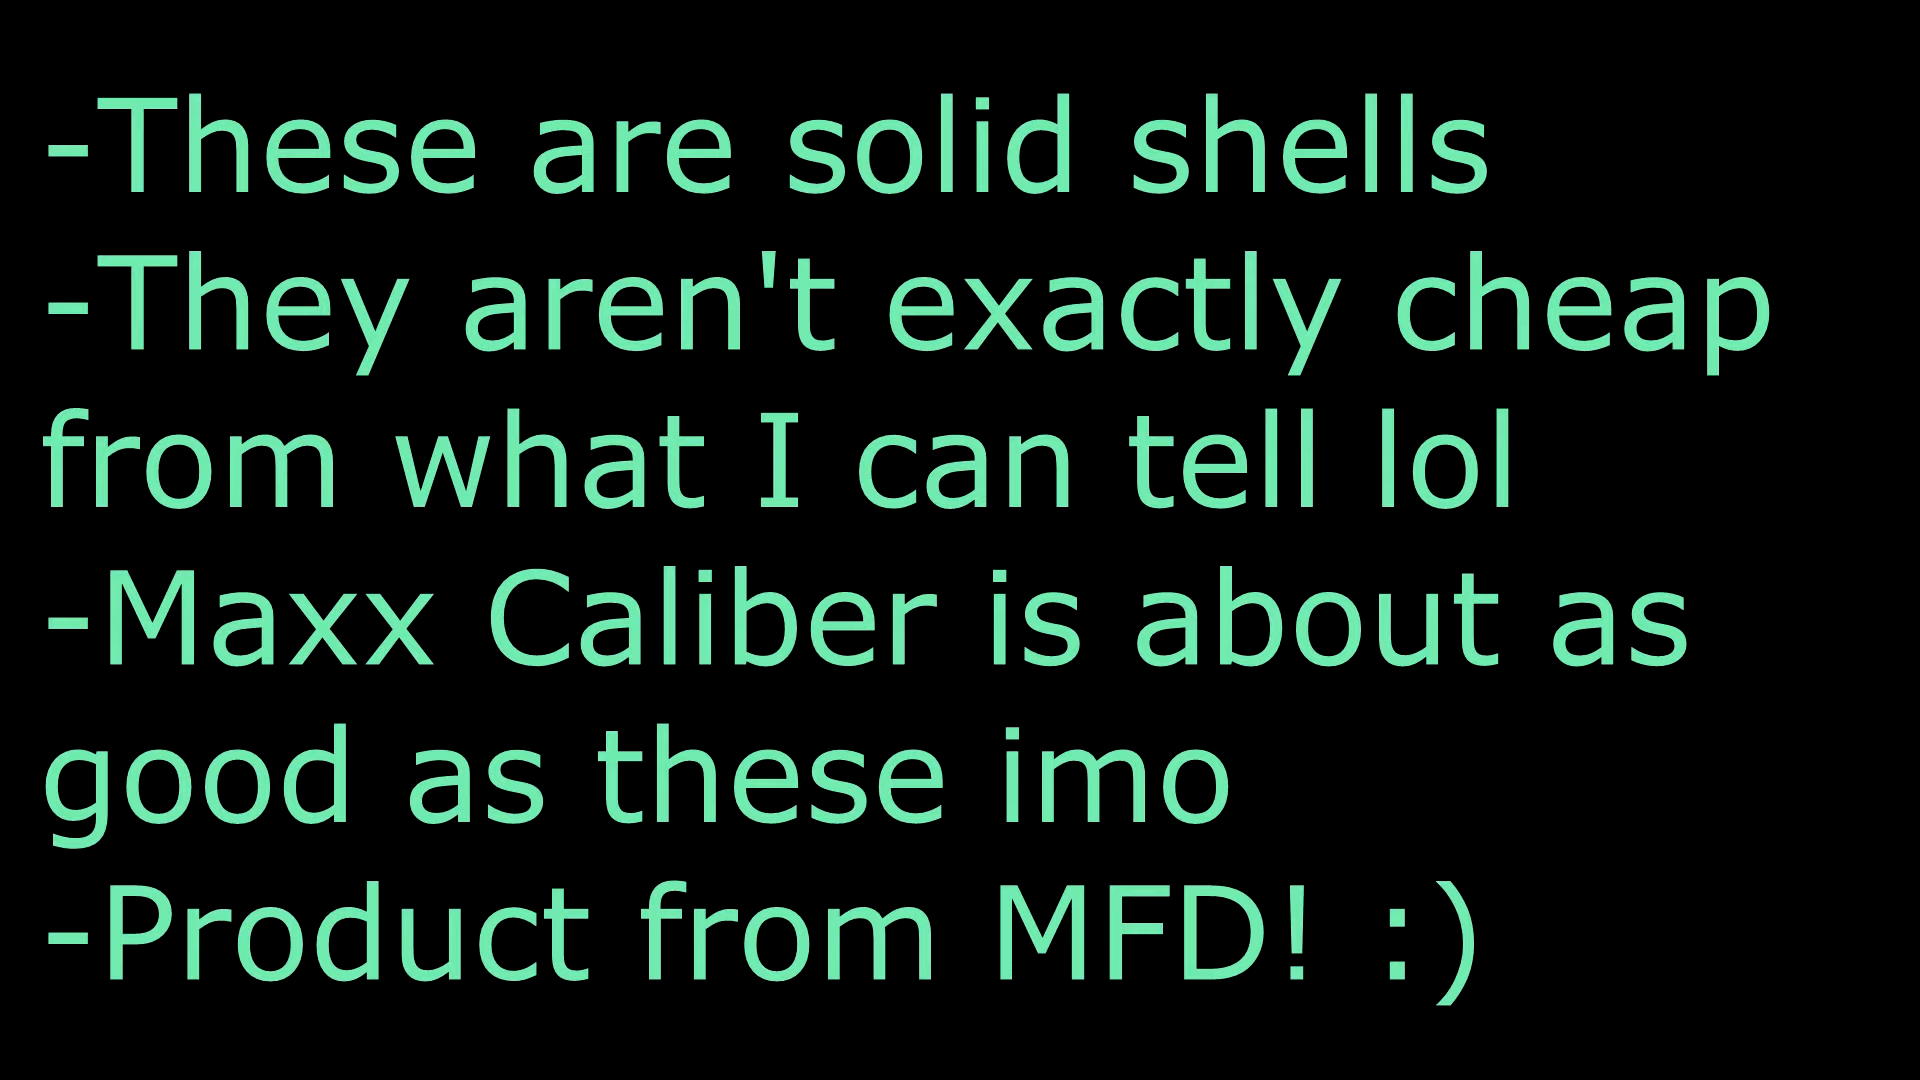 -These are solid shells
-They aren't exactly cheap
from what I can tell lol
-Maxx Caliber is about as
good as these imo
-Product from MFD! :)